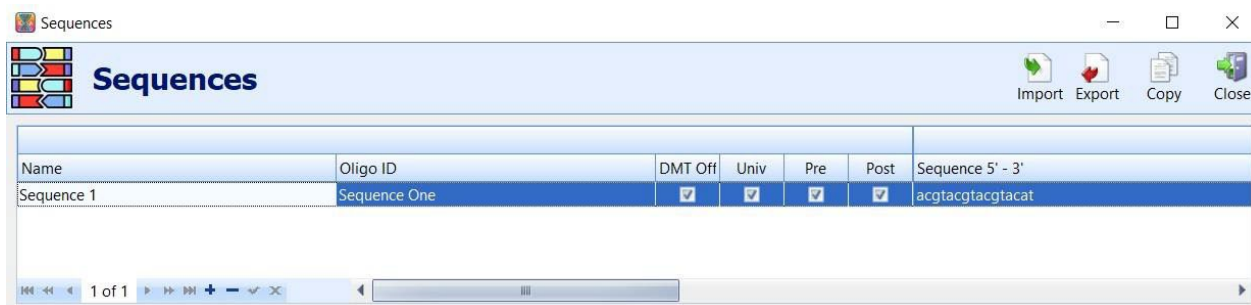 Sequences
Sequences
Import Export Copy Close
Name Oligo ID DMT Off Univ Pre Post Sequence 5' - 3'
Sequence 1 Sequence One acgtacgtacgtacat
1 of 1